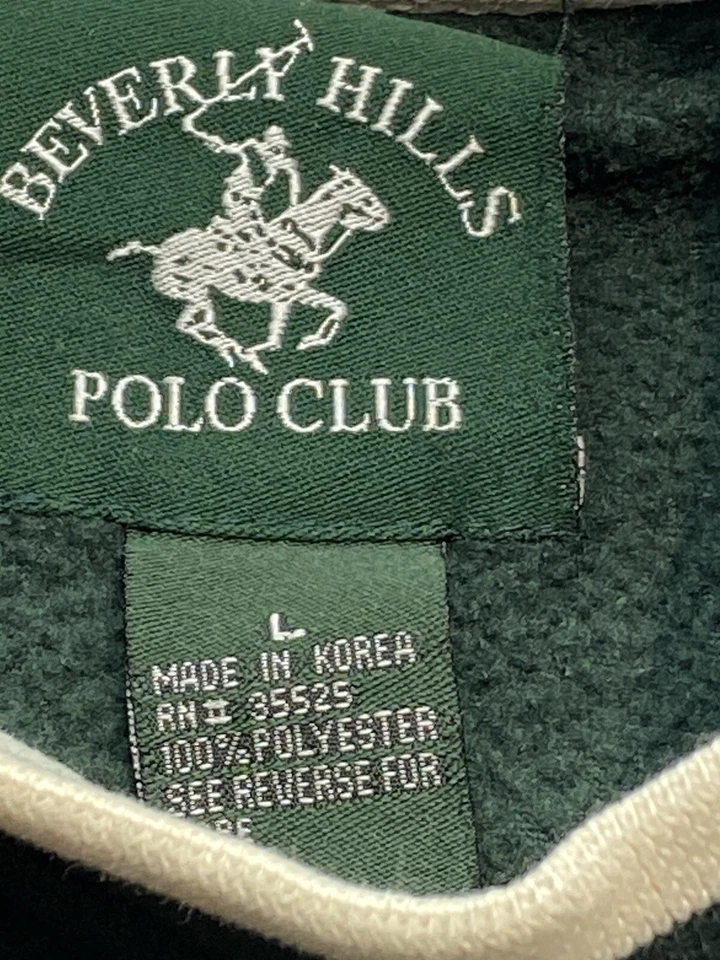 BEVERLY HILLS
POLO CLUB
L
MADE IN KOREA
RN# 35525
100% POLYESTER
SEE REVERSE FOR